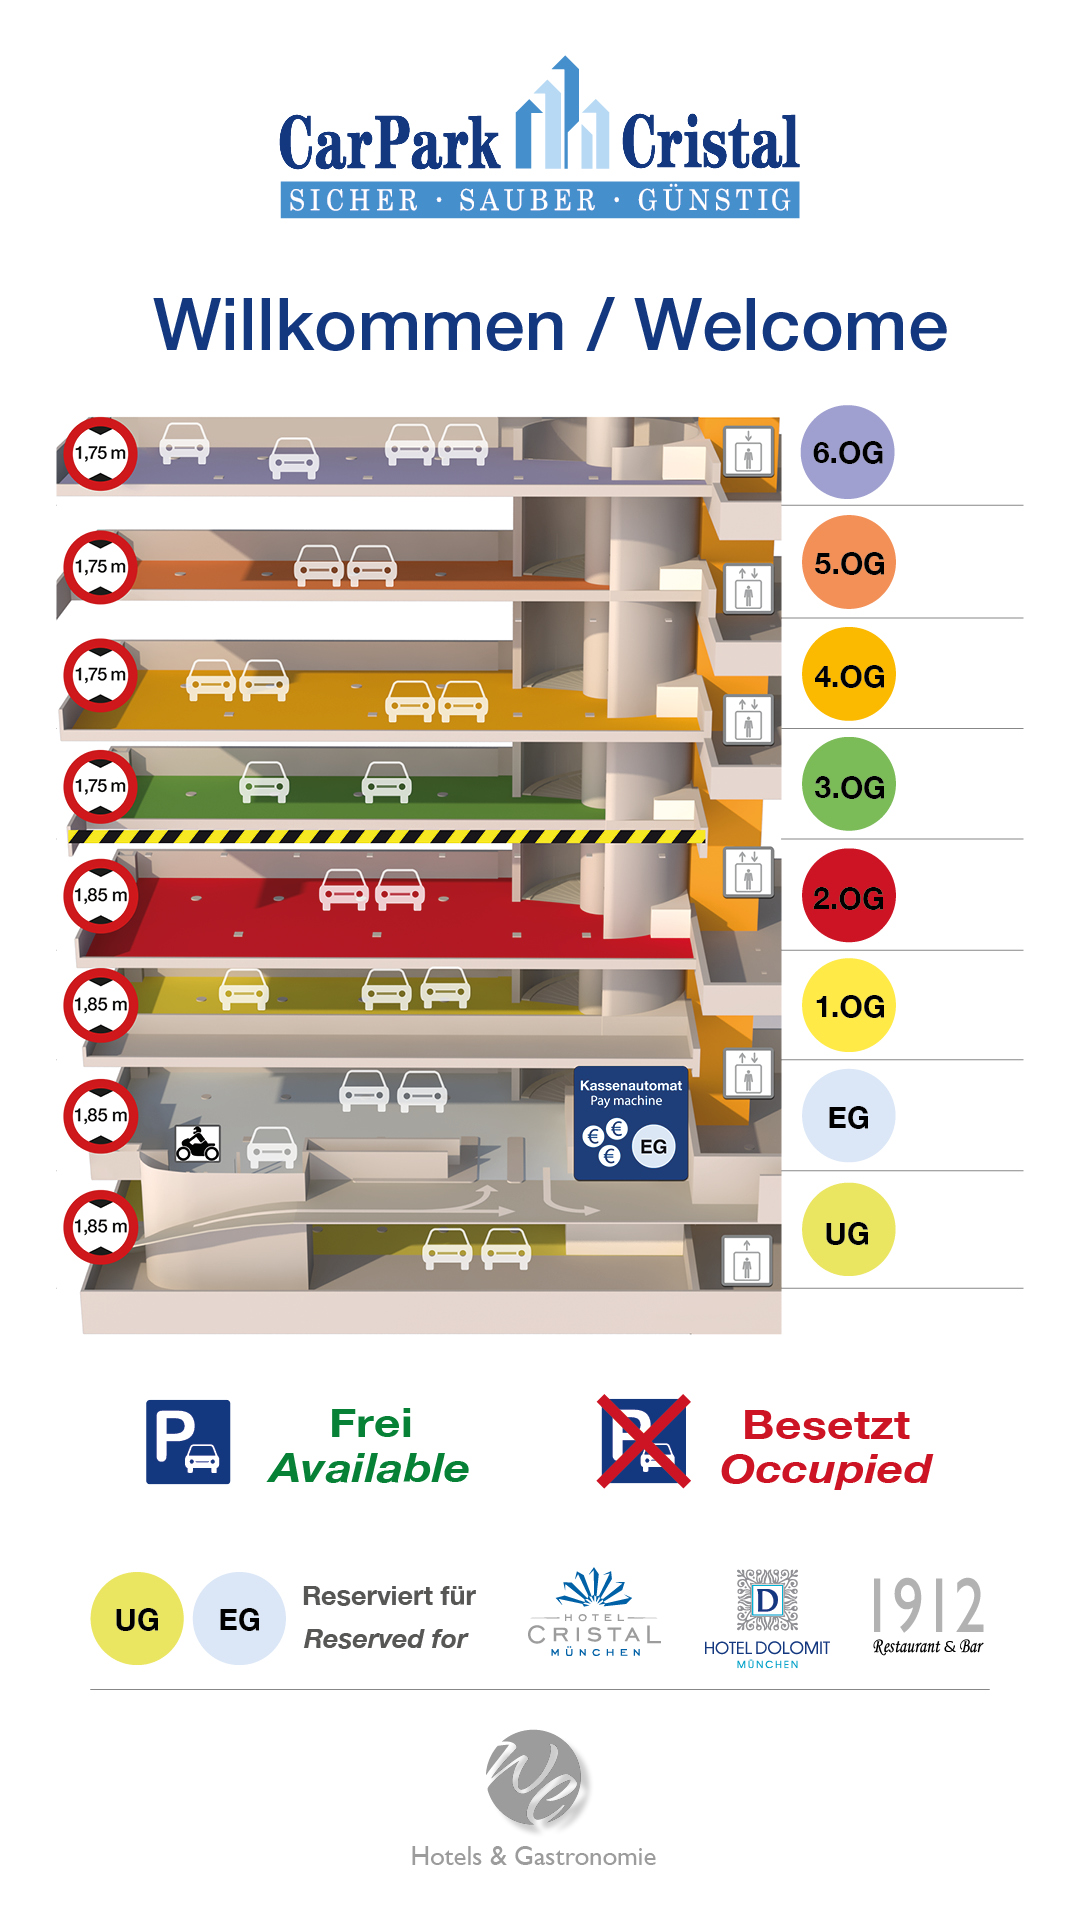 CarPark Cristal
SICHER · SAUBER · GÜNSTIG
Willkommen / Welcome
1,75 m
6.OG
1,75 m
5.OG
1,75 m
4.OG
1,75 m
3.OG
1,85 m
2.OG
1,85 m
1.OG
1,85 m
Kassenautomat
Pay machine
€ € €
EG
EG
1,85 m
UG
P
Frei
Available
P
Besetzt
Occupied
UG
EG
Reserviert für
Reserved for
HOTEL
CRISTAL
MÜNCHEN
D
HOTEL DOLOMIT
MÜNCHEN
1912
Restaurant & Bar
WC
Hotels & Gastronomie